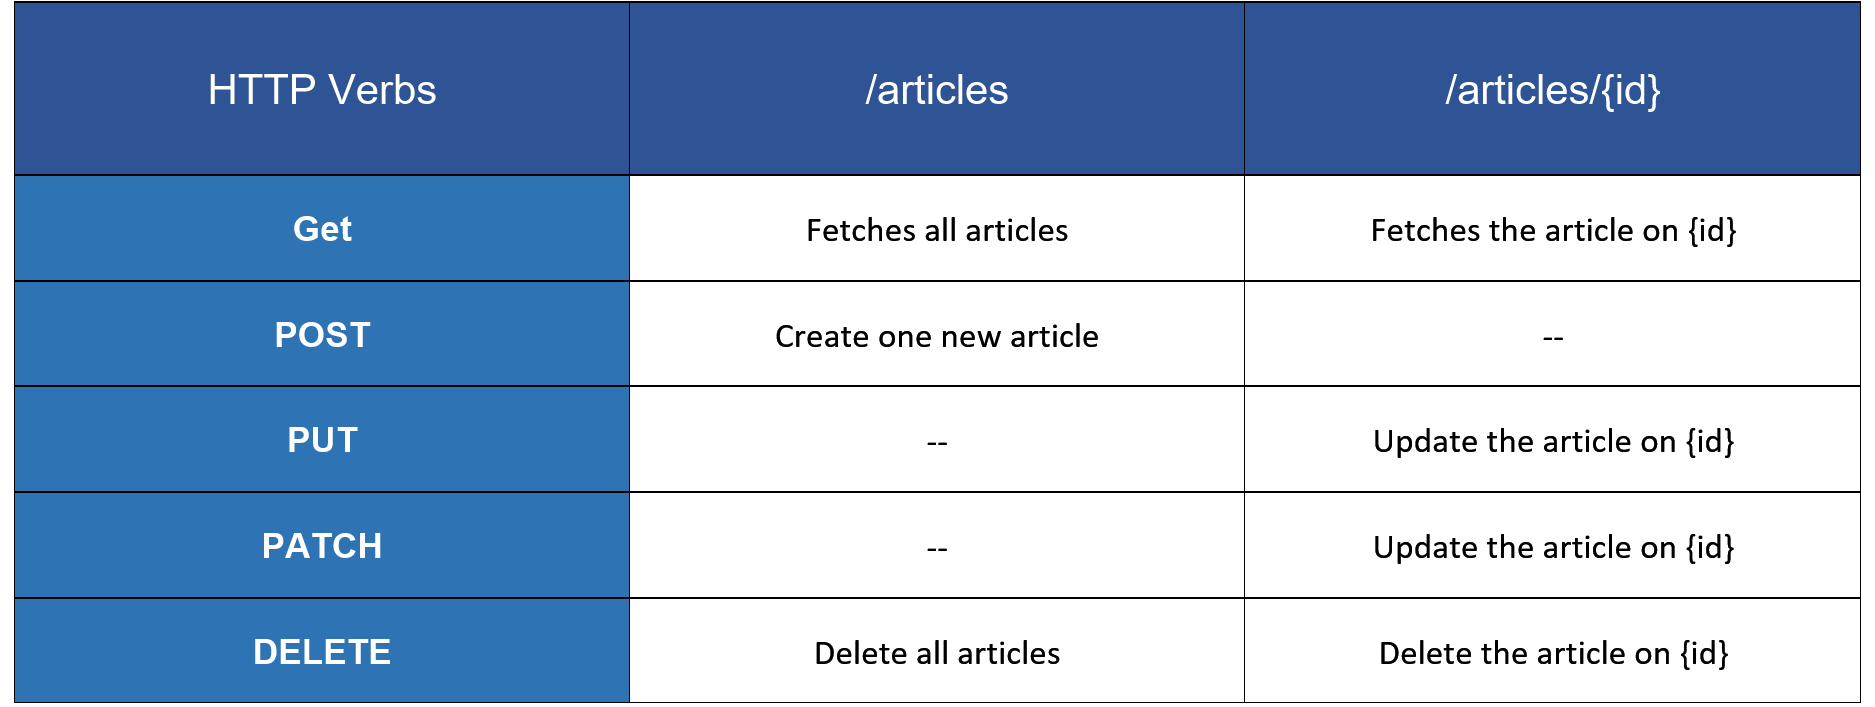 HTTP Verbs /articles /articles/{id}
Get Fetches all articles Fetches the article on {id}
POST Create one new article --
PUT -- Update the article on {id}
PATCH -- Update the article on {id}
DELETE Delete all articles Delete the article on {id}